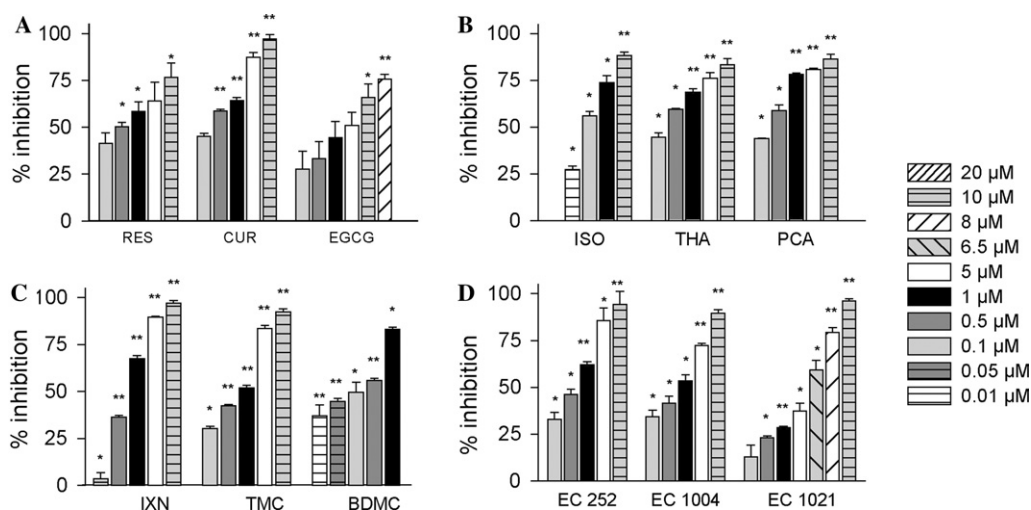 A
% inhibition
100
75
50
25
0
* * * *
** ** ** **
* **
RES CUR EGCG
B
% inhibition
100
75
50
25
0
* * * **
* * ** ** **
* * ** ** **
ISO THA PCA
C
% inhibition
100
75
50
25
0
* ** ** ** **
* ** ** ** **
** ** * ** *
IXN TMC BDMC
D
% inhibition
100
75
50
25
0
* * ** * **
* * * ** **
* ** * * ** **
EC 252 EC 1004 EC 1021
20 µM
10 µM
8 µM
6.5 µM
5 µM
1 µM
0.5 µM
0.1 µM
0.05 µM
0.01 µM